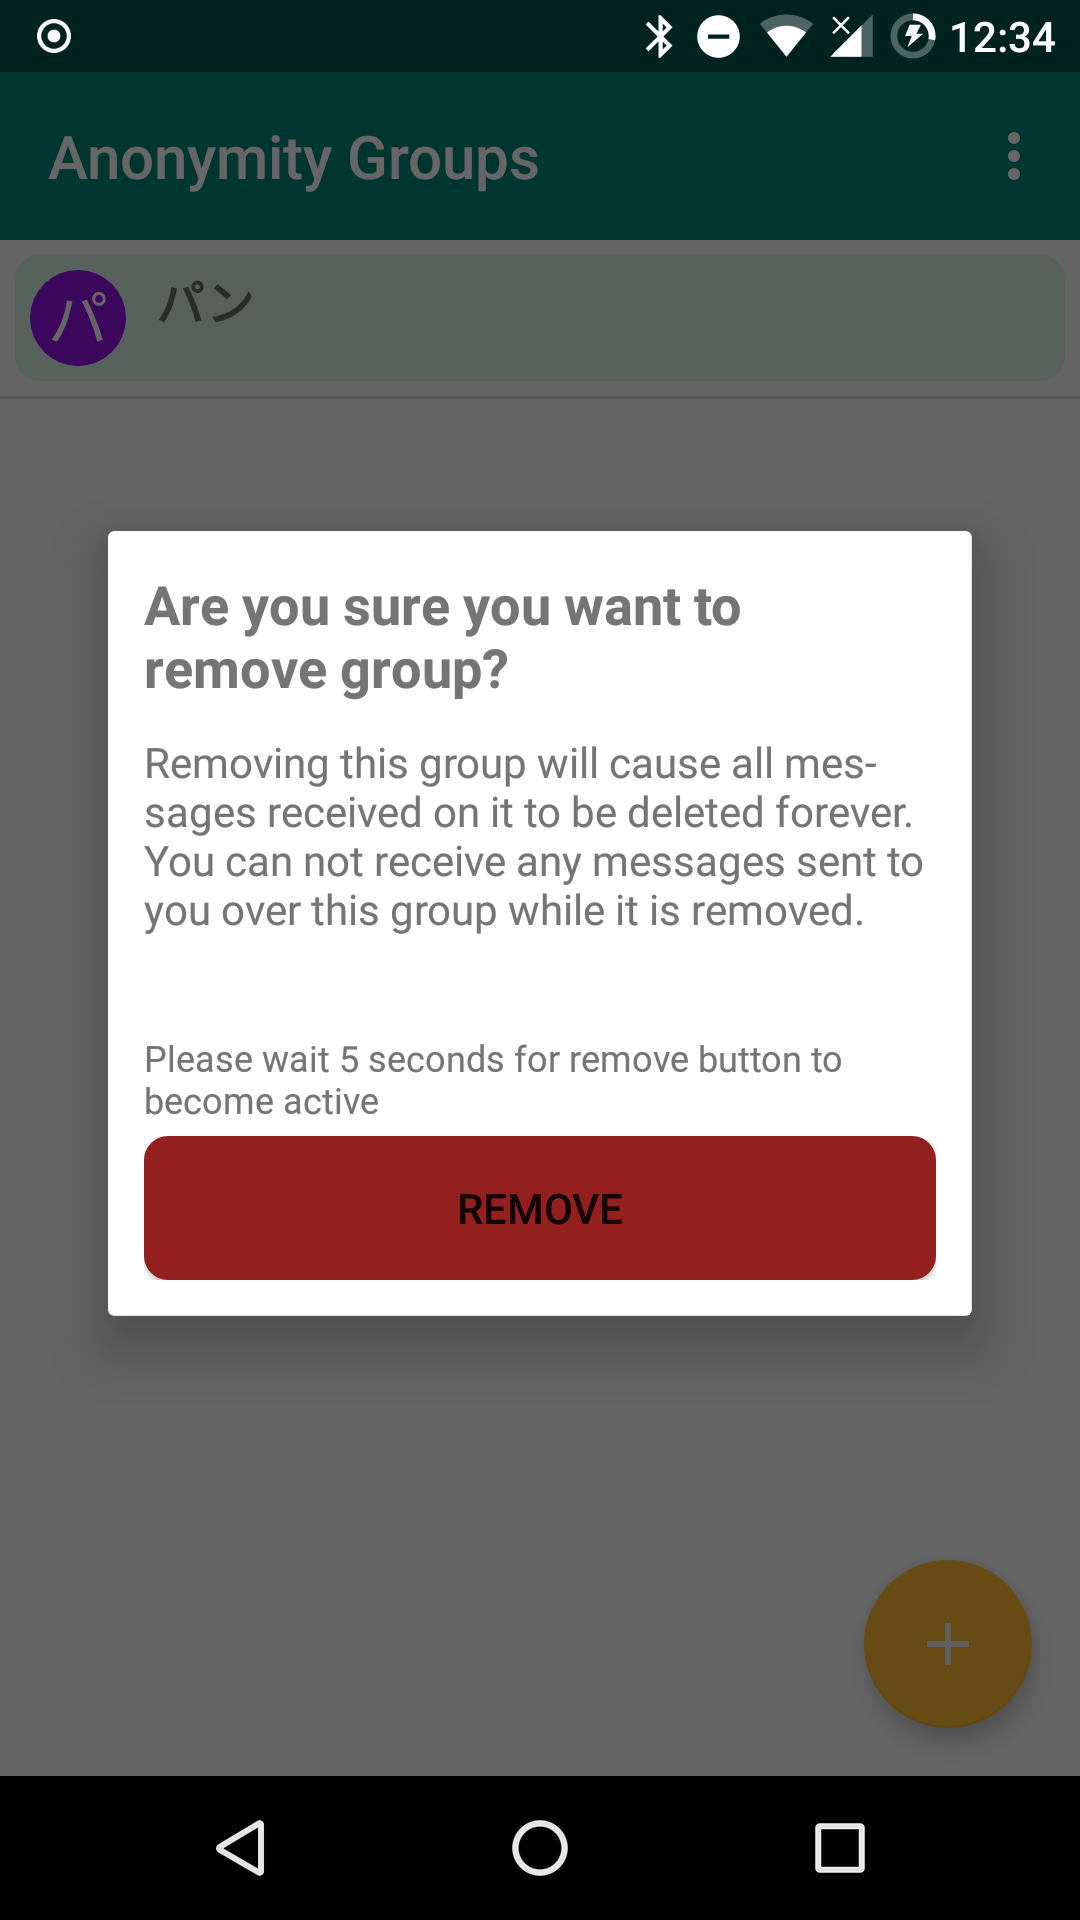 12:34
Anonymity Groups
パ
パン
Are you sure you want to
remove group?
Removing this group will cause all mes-
sages received on it to be deleted forever.
You can not receive any messages sent to
you over this group while it is removed.
Please wait 5 seconds for remove button to
become active
REMOVE